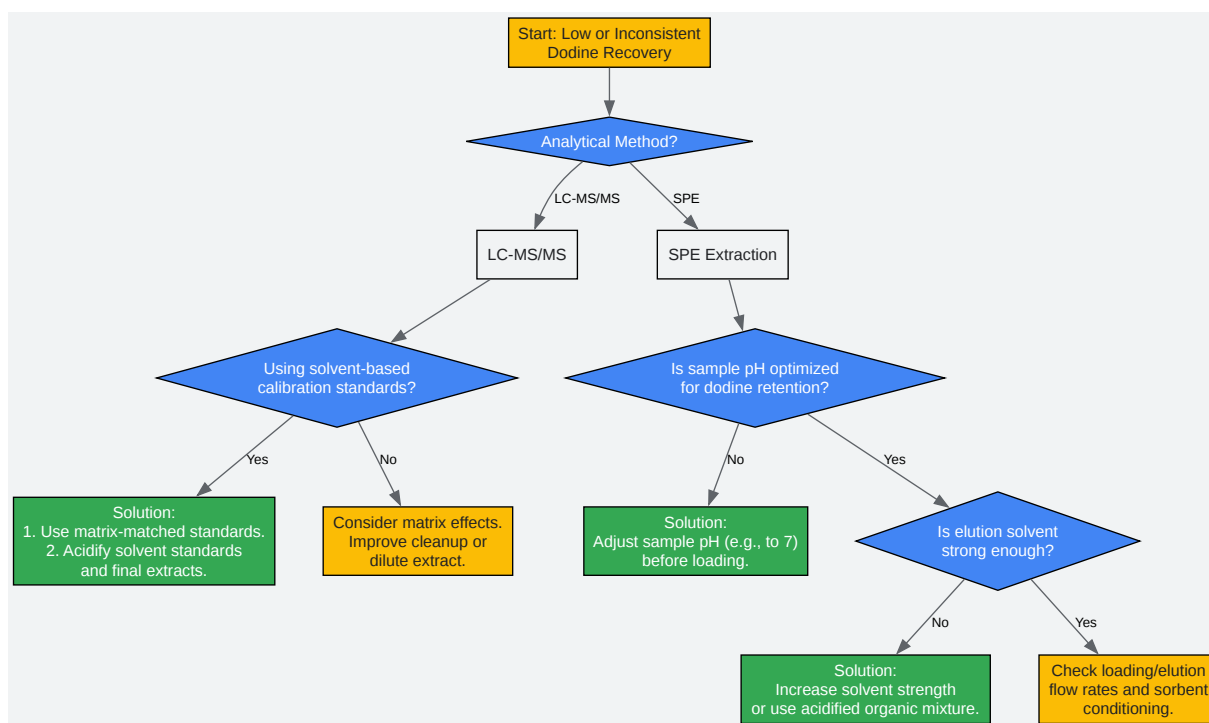 Start: Low or Inconsistent
Dodine Recovery
Analytical Method?
LC-MS/MS
SPE
LC-MS/MS
SPE Extraction
Using solvent-based
calibration standards?
Is sample pH optimized
for dodine retention?
Yes
No
No
Yes
Solution:
1. Use matrix-matched standards.
2. Acidify solvent standards
and final extracts.
Consider matrix effects.
Improve cleanup or
dilute extract.
Solution:
Adjust sample pH (e.g., to 7)
before loading.
Is elution solvent
strong enough?
No
Yes
Solution:
Increase solvent strength
or use acidified organic mixture.
Check loading/elution
flow rates and sorbent
conditioning.